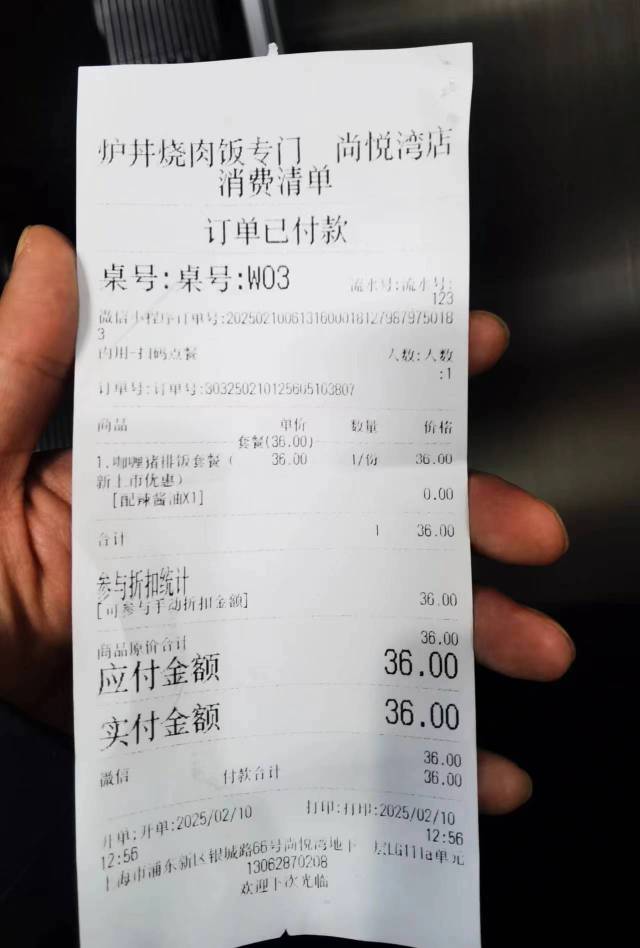 炉丼烧肉饭专门 尚悦湾店
消费清单
订单已付款
桌号:桌号:W03
流水号:流水号:
123
微信小程序订单号:2025021006131600018127987975018
3
内用-扫码点餐
人数:人数
:1
订单号:订单号:303250210125605103807
商品 单价 数量 价格
套餐(36.00)
1.咖喱猪排饭套餐( 36.00 1/份 36.00
新上市优惠)
[配辣酱油X1] 0.00
合计 1 36.00
参与折扣统计
[可参与手动折扣金额] 36.00
商品原价合计 36.00
应付金额 36.00
实付金额 36.00
36.00
微信 付款合计 36.00
开单:开单:2025/02/10 打印:打印:2025/02/10
12:56 12:56
上海市浦东新区银城路66号尚悦湾地下 层LG111a单元
13062870208
欢迎下次光临